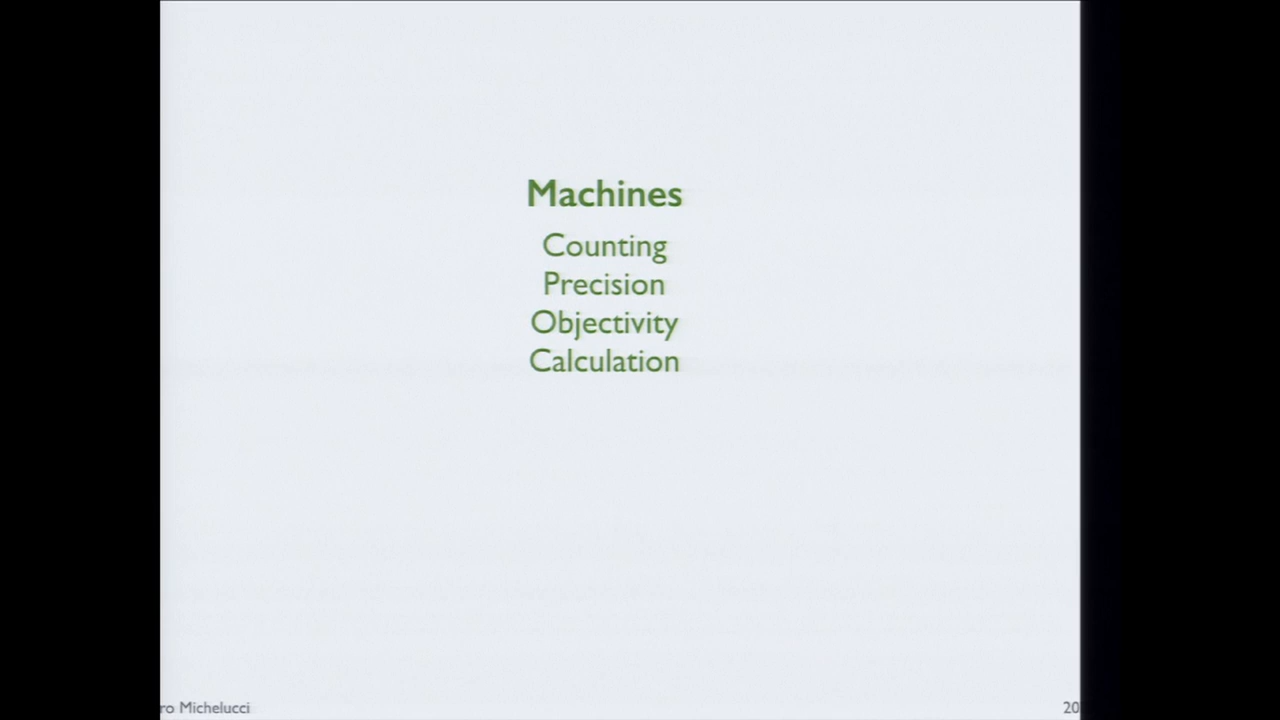 Machines
Counting
Precision
Objectivity
Calculation
ro Michelucci
20